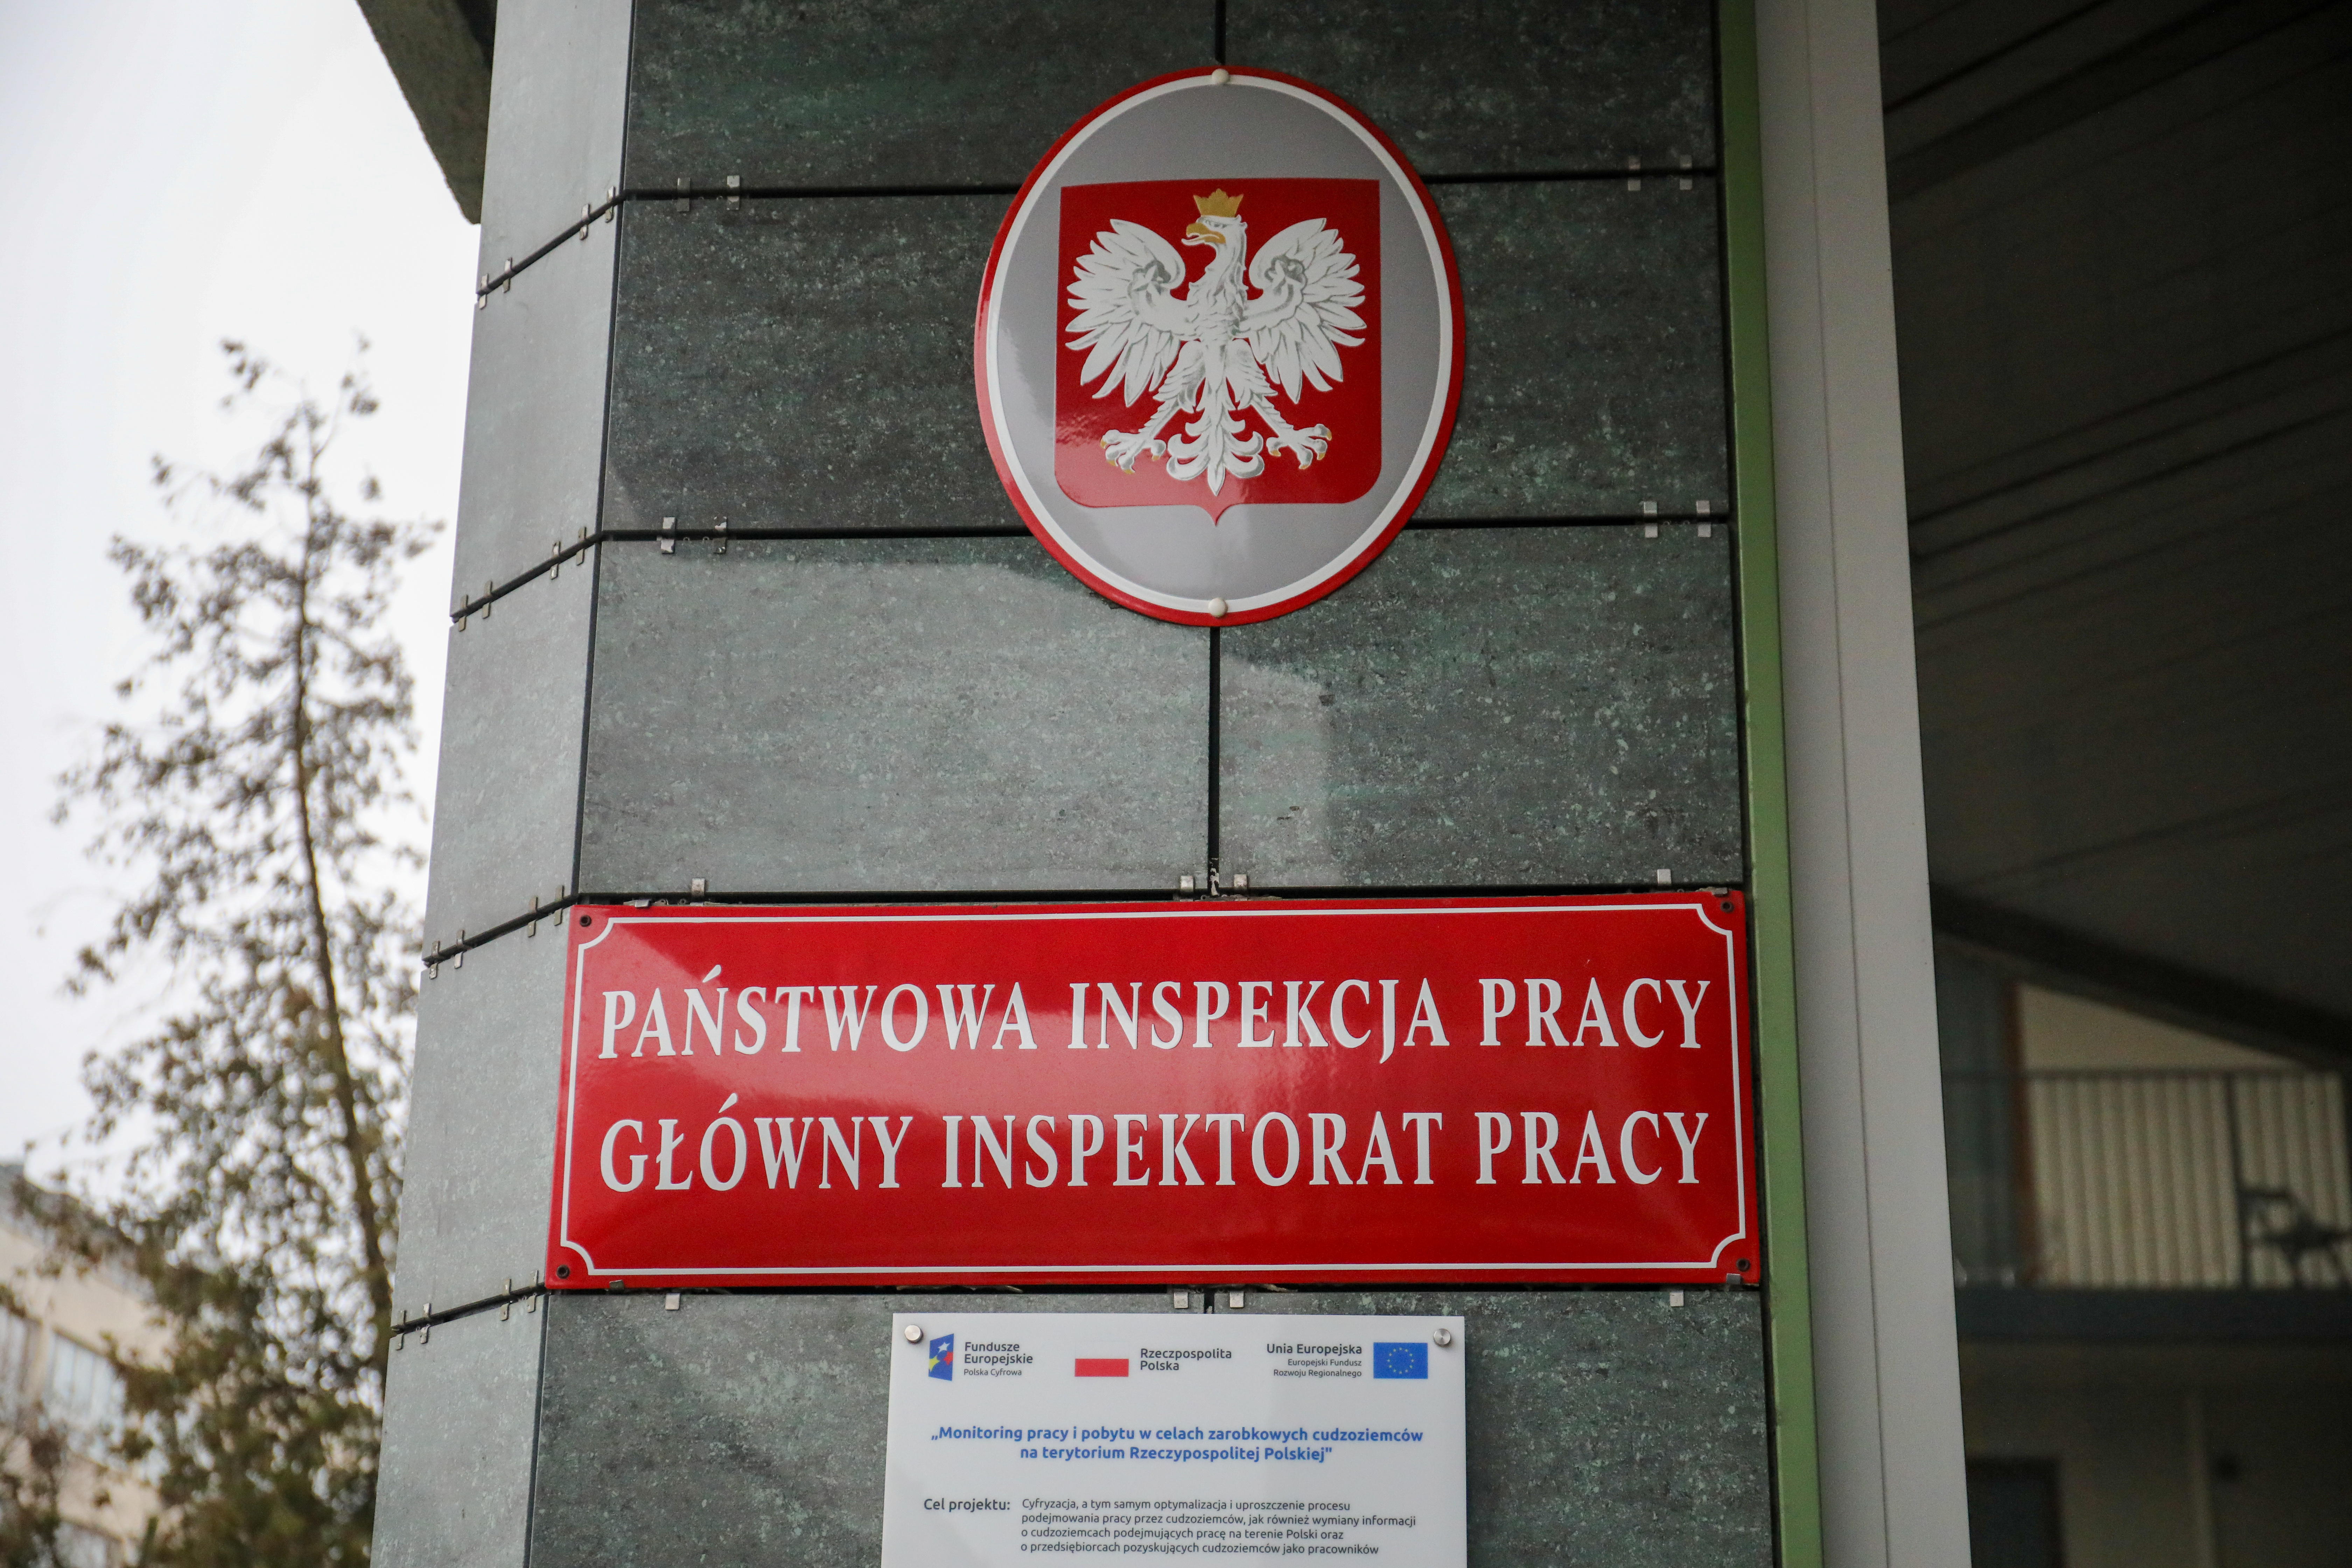 PAŃSTWOWA INSPEKCJA PRACY
GŁÓWNY INSPEKTORAT PRACY
Fundusze
Europejskie
Polska Cyfrowa
Rzeczpospolita
Polska
Unia Europejska
Europejski Fundusz
Rozwoju Regionalnego
„Monitoring pracy i pobytu w celach zarobkowych cudzoziemców
na terytorium Rzeczypospolitej Polskiej"
Cel projektu: Cyfryzacja, a tym samym optymalizacja i uproszczenie procesu
podejmowania pracy przez cudzoziemców, jak również wymiany informacji
o cudzoziemcach podejmujących pracę na terenie Polski oraz
o przedsiębiorcach pozyskujących cudzoziemców jako pracowników